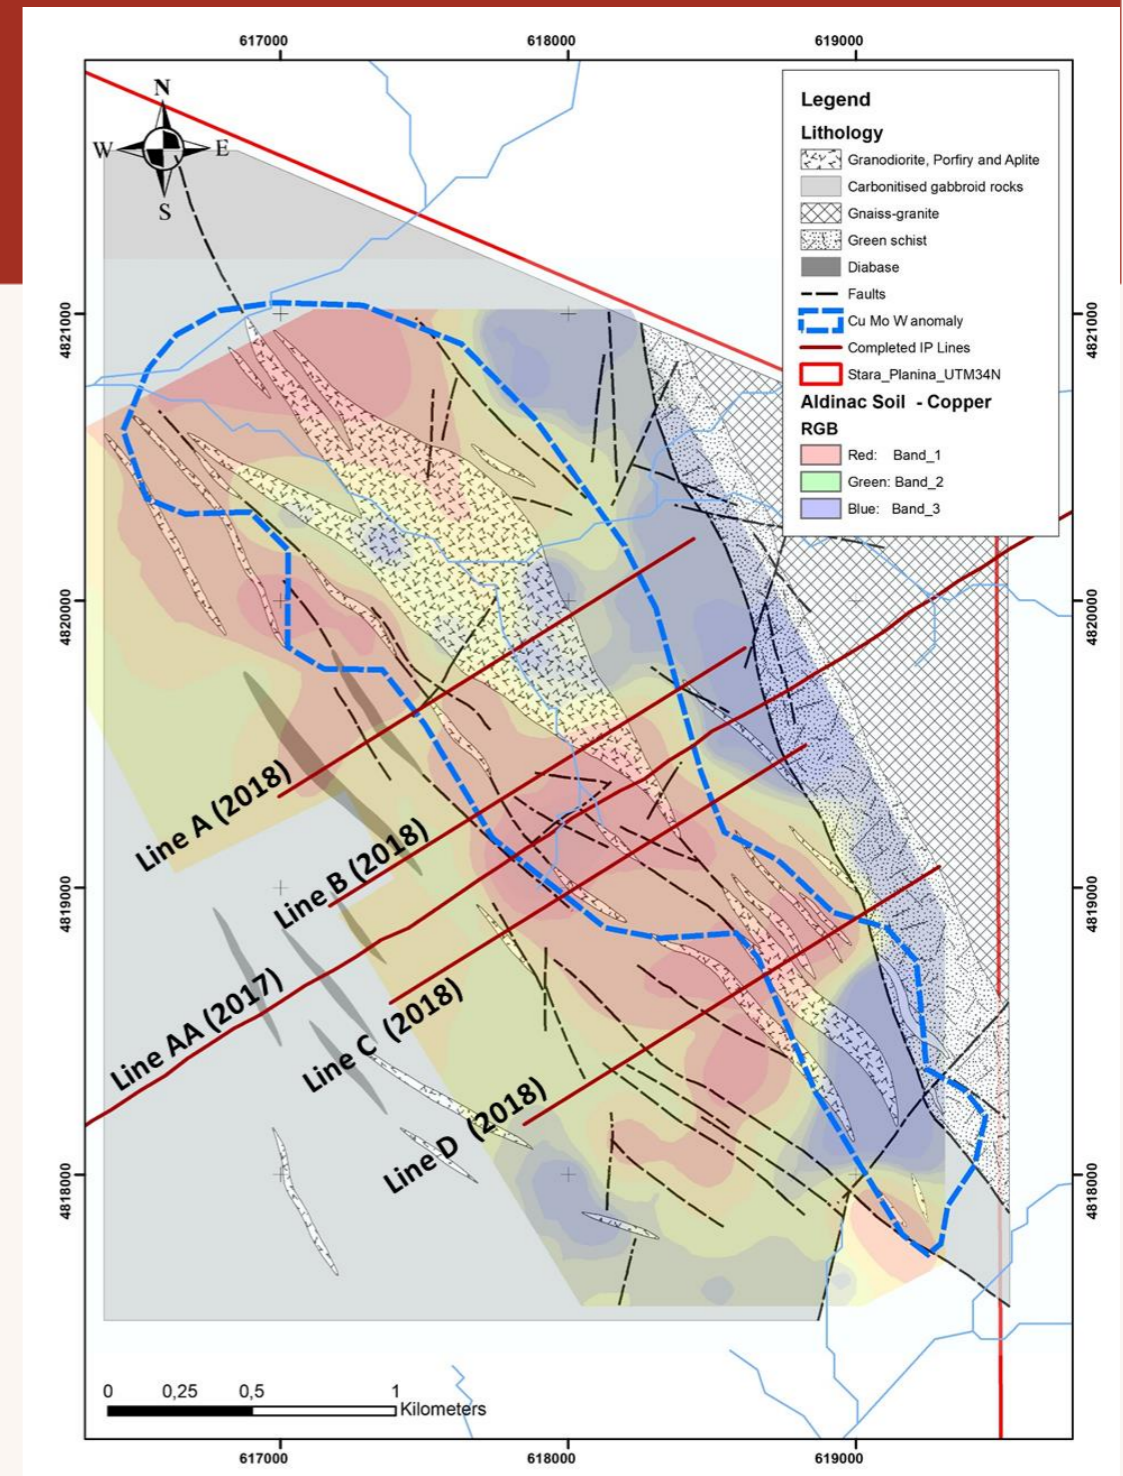 617000
618000
619000
N
W
E
S
Legend
Lithology
Granodiorite, Porfiry and Aplite
Carbonitised gabbroid rocks
Gnaiss-granite
Green schist
Diabase
Faults
Cu Mo W anomaly
Completed IP Lines
Stara_Planina_UTM34N
Aldinac Soil - Copper
RGB
Red: Band_1
Green: Band_2
Blue: Band_3
4821000
4821000
4820000
4820000
4819000
4819000
4818000
4818000
Line A (2018)
Line B (2018)
Line AA (2017)
Line C (2018)
Line D (2018)
0 0,25 0,5 1
Kilometers
617000
618000
619000